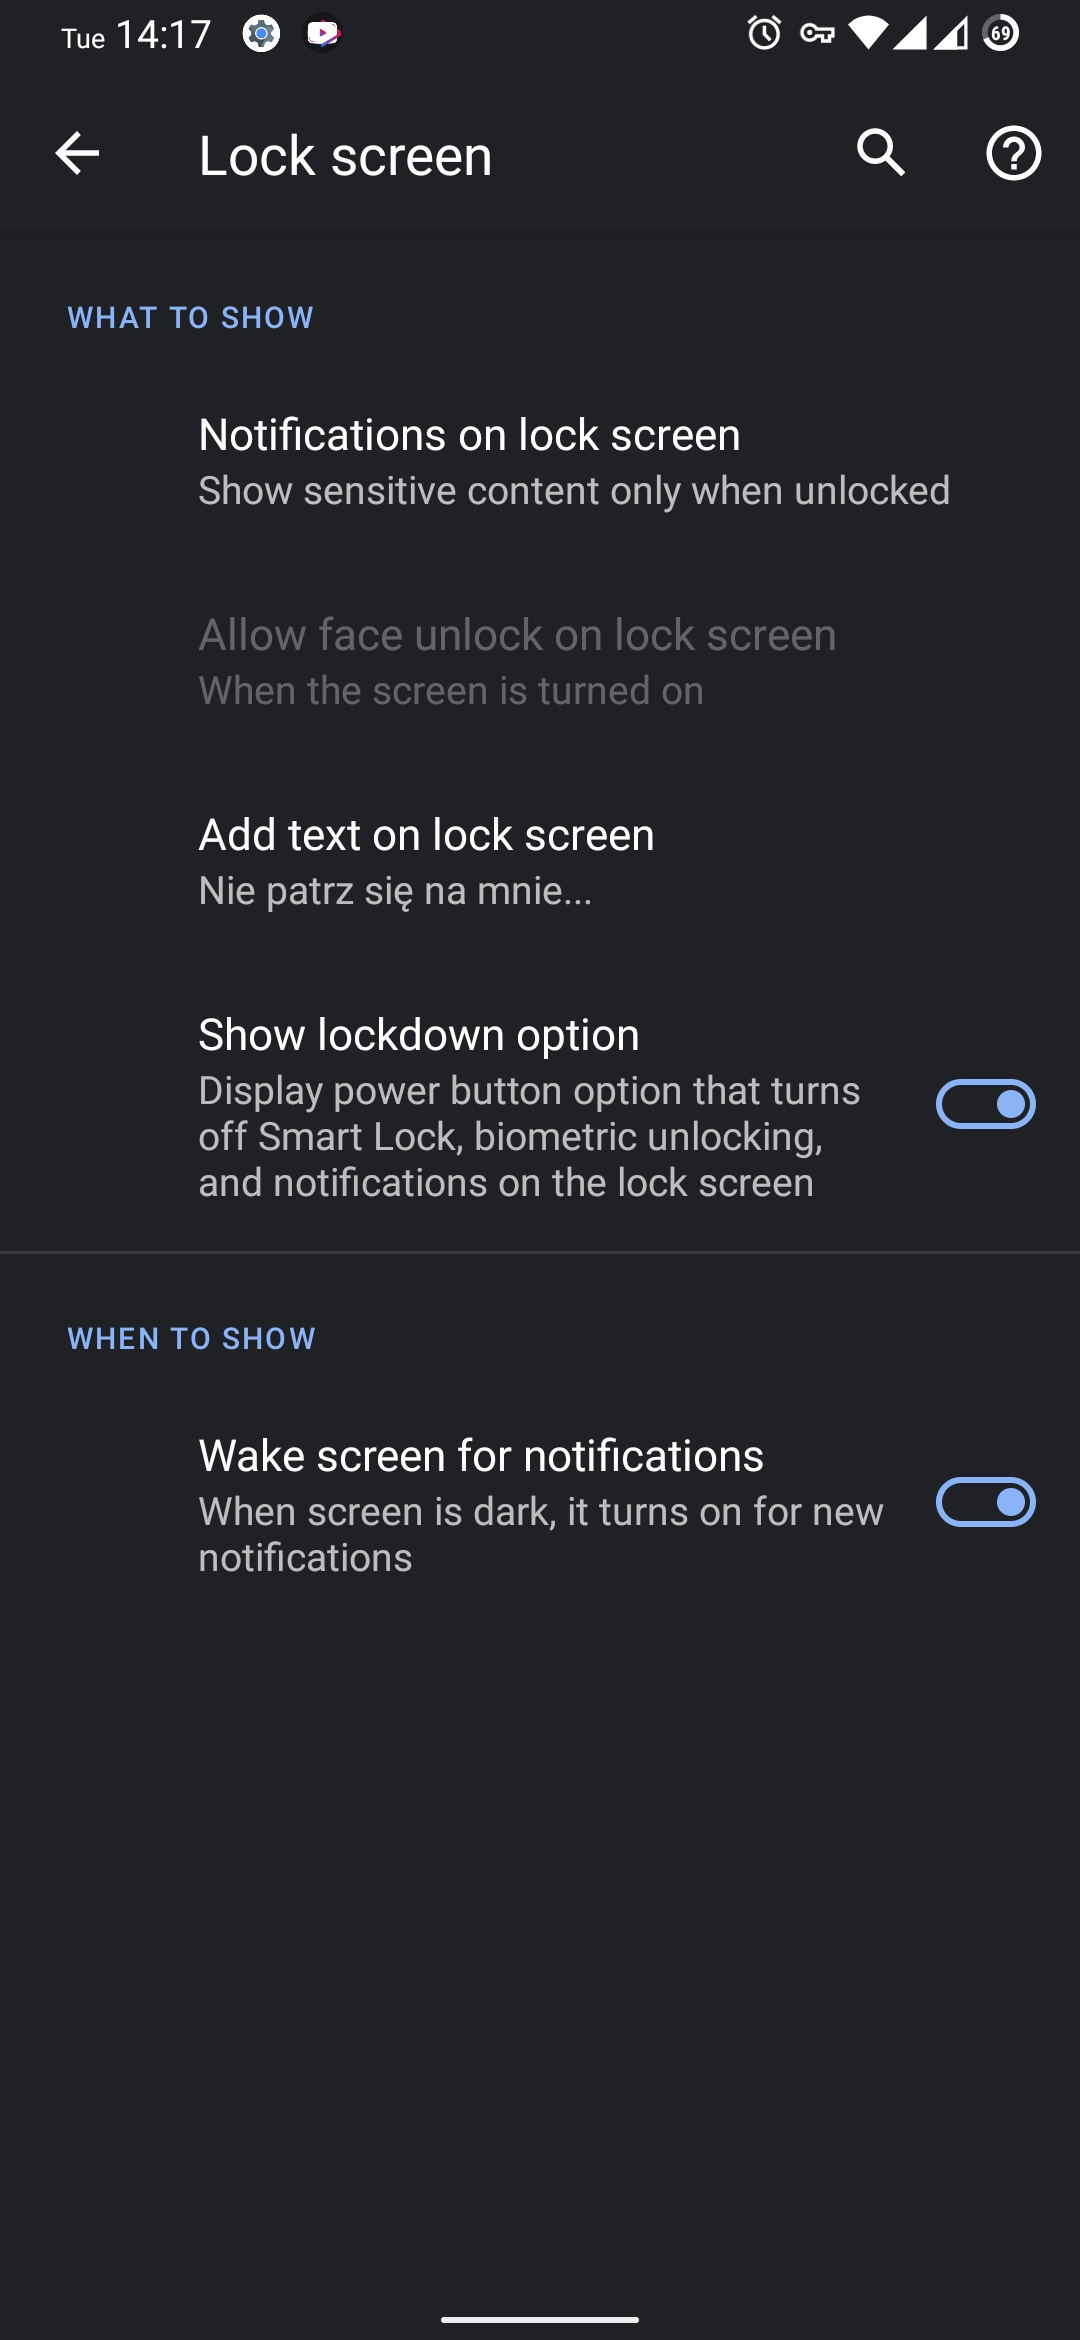 Tue 14:17
69
Lock screen
WHAT TO SHOW
Notifications on lock screen
Show sensitive content only when unlocked
Allow face unlock on lock screen
When the screen is turned on
Add text on lock screen
Nie patrz się na mnie...
Show lockdown option
Display power button option that turns
off Smart Lock, biometric unlocking,
and notifications on the lock screen
WHEN TO SHOW
Wake screen for notifications
When screen is dark, it turns on for new
notifications